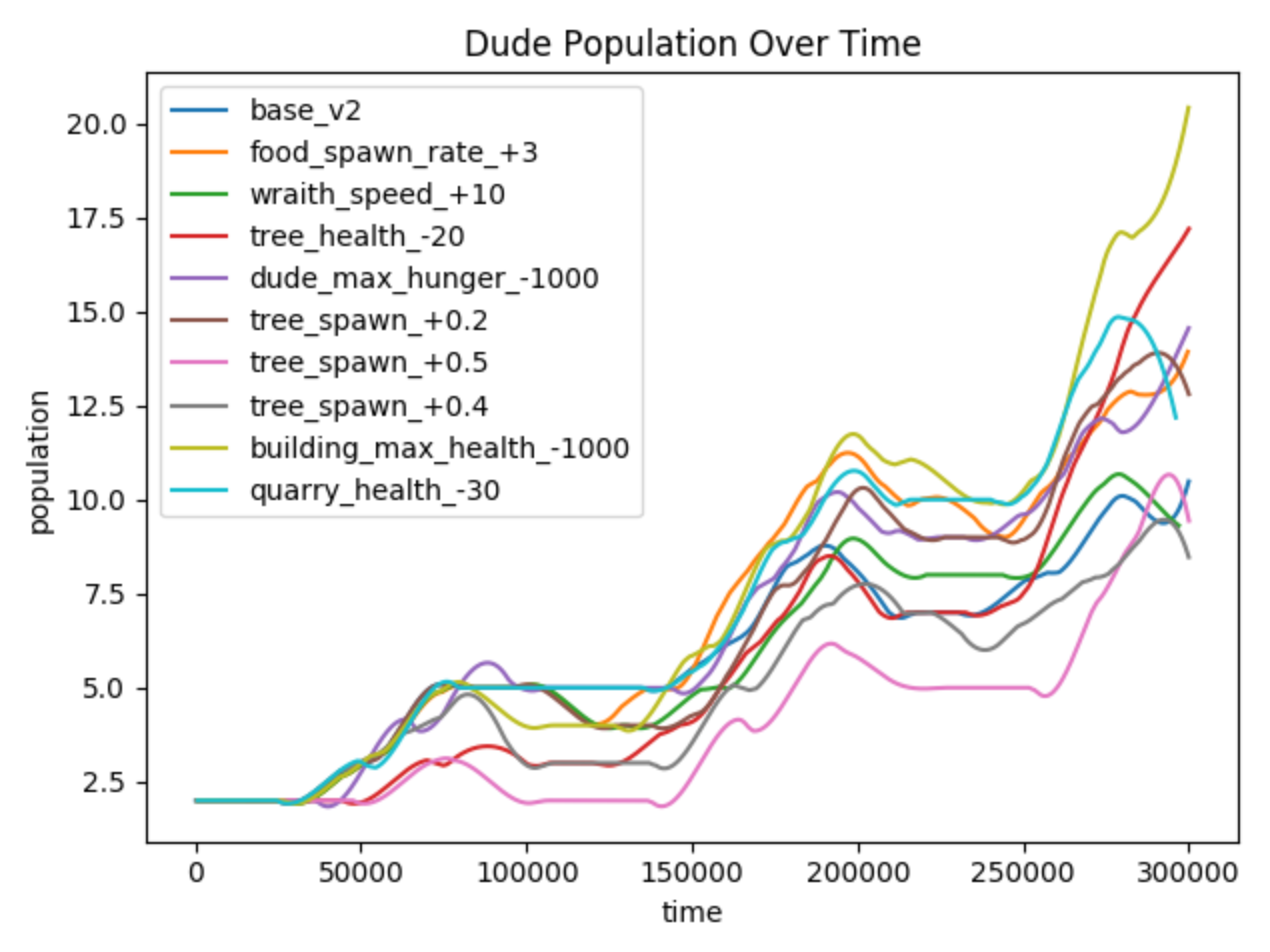 Dude Population Over Time
base_v2
food_spawn_rate_+3
wraith_speed_+10
tree_health_-20
dude_max_hunger_-1000
tree_spawn_+0.2
tree_spawn_+0.5
tree_spawn_+0.4
building_max_health_-1000
quarry_health_-30
population
20.0
17.5
15.0
12.5
10.0
7.5
5.0
2.5
0 50000 100000 150000 200000 250000 300000
time